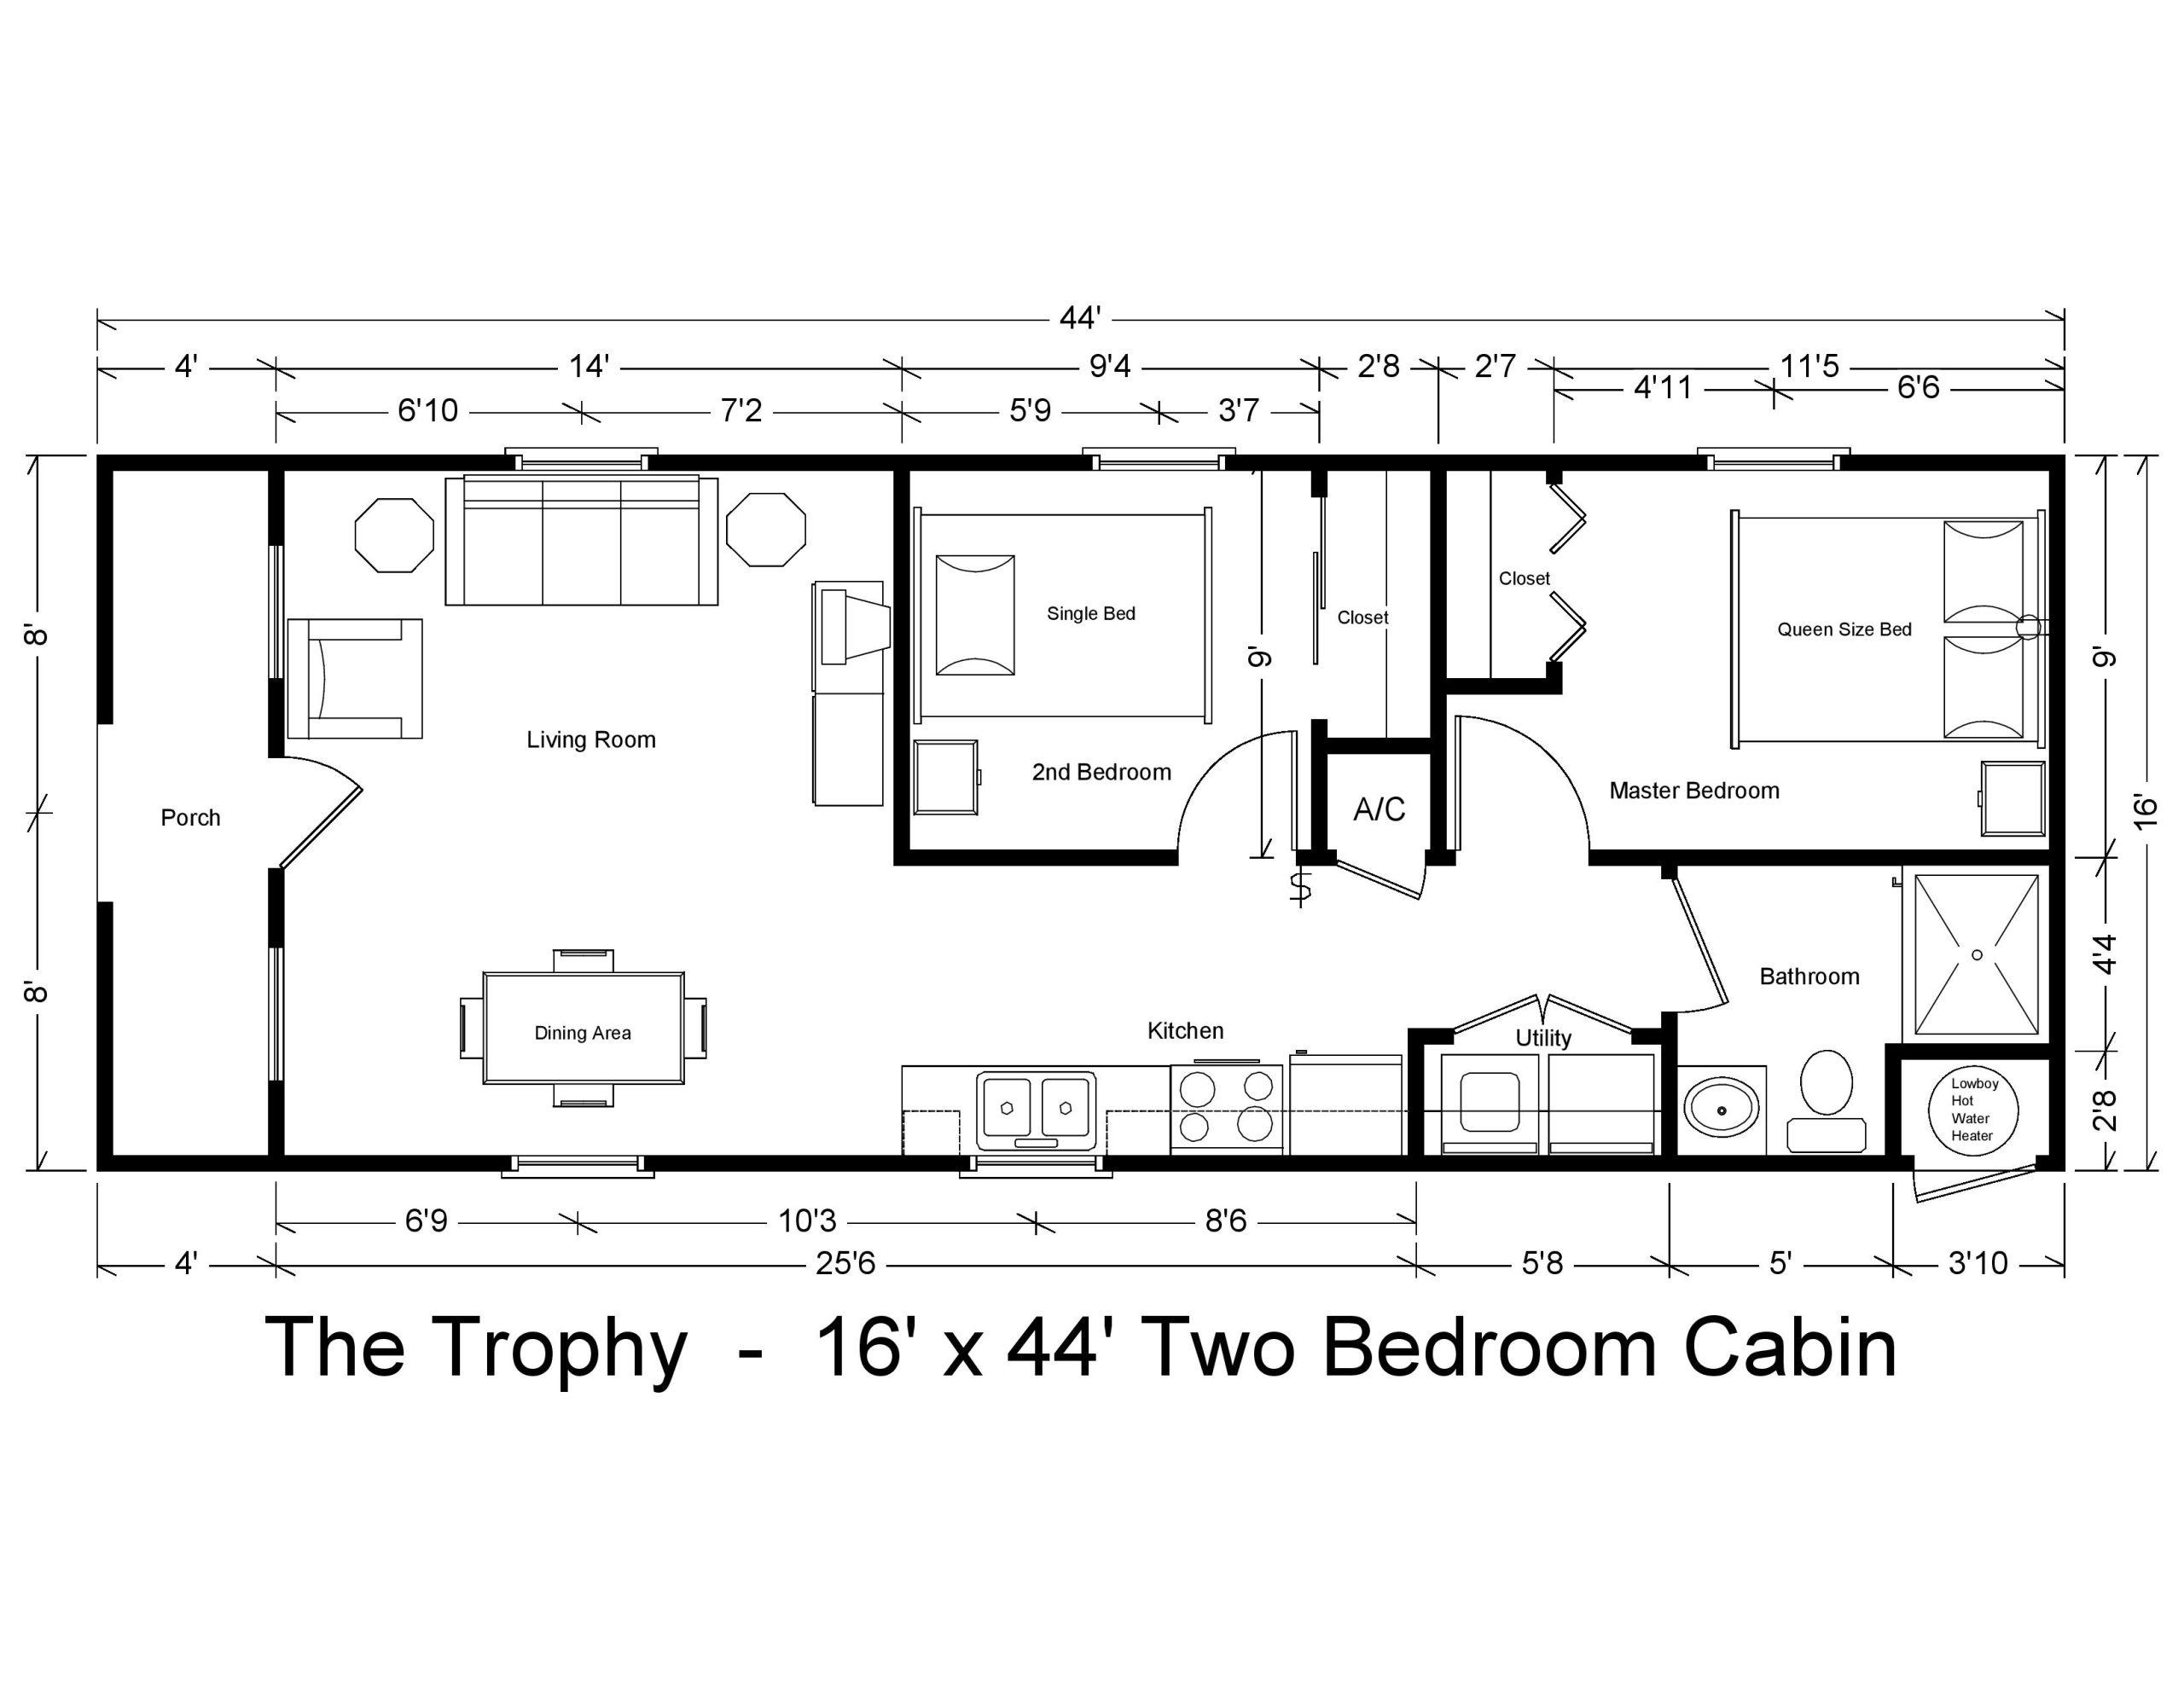 44'
4'
14'
9'4
2'8
2'7
11'5
4'11
6'6
6'10
7'2
5'9
3'7
8'
8'
9'
9'
4'4
2'8
16'
Single Bed
Closet
Closet
Queen Size Bed
Living Room
2nd Bedroom
Master Bedroom
A/C
Porch
$
Bathroom
Dining Area
Kitchen
Utility
Lowboy
Hot
Water
Heater
6'9
10'3
8'6
4'
25'6
5'8
5'
3'10
The Trophy - 16' x 44' Two Bedroom Cabin